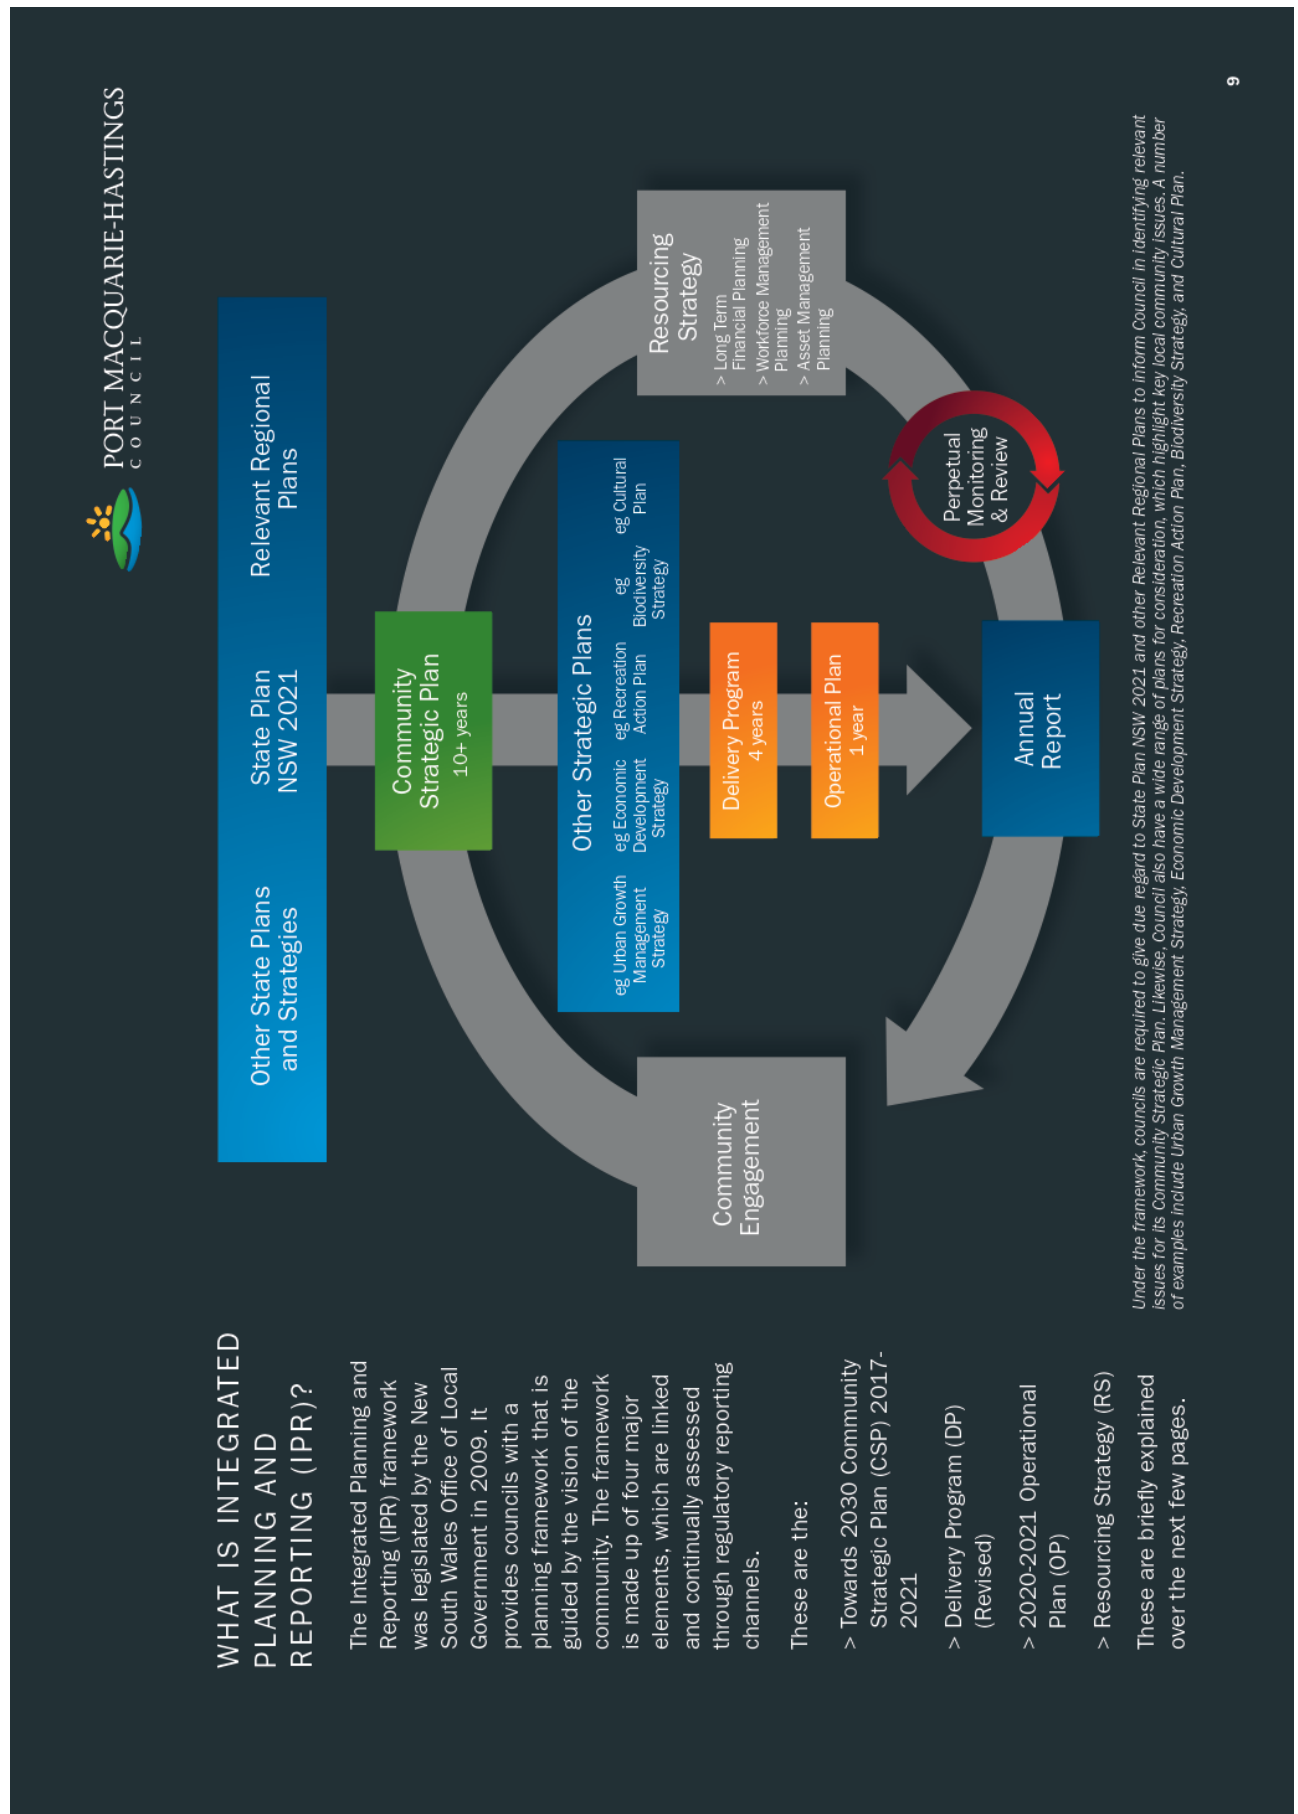 PORT MACQUARIE-HASTINGS
COUNCIL
WHAT IS INTEGRATED
PLANNING AND
REPORTING (IPR)?
The Integrated Planning and
Reporting (IPR) framework
was legislated by the New
South Wales Office of Local
Government in 2009. It
provides councils with a
planning framework that is
guided by the vision of the
community. The framework
is made up of four major
elements, which are linked
and continually assessed
through regulatory reporting
channels.
These are the:
> Towards 2030 Community
Strategic Plan (CSP) 2017-
2021
> Delivery Program (DP)
(Revised)
> 2020-2021 Operational
Plan (OP)
> Resourcing Strategy (RS)
These are briefly explained
over the next few pages.
Other State Plans
and Strategies
State Plan
NSW 2021
Relevant Regional
Plans
Community
Strategic Plan
10+ years
Other Strategic Plans
eg Urban Growth
Management
Strategy
eg Economic
Development
Strategy
eg Recreation
Action Plan
eg
Biodiversity
Strategy
eg Cultural
Plan
Community
Engagement
Resourcing
Strategy
> Long Term
Financial Planning
> Workforce Management
Planning
> Asset Management
Planning
Delivery Program
4 years
Operational Plan
1 year
Perpetual
Monitoring
& Review
Annual
Report
Under the framework, councils are required to give due regard to State Plan NSW 2021 and other Relevant Regional Plans to inform Council in identifying relevant
issues for its Community Strategic Plan. Likewise, Council also have a wide range of plans for consideration, which highlight key local community issues. A number
of examples include Urban Growth Management Strategy, Economic Development Strategy, Recreation Action Plan, Biodiversity Strategy, and Cultural Plan.
9